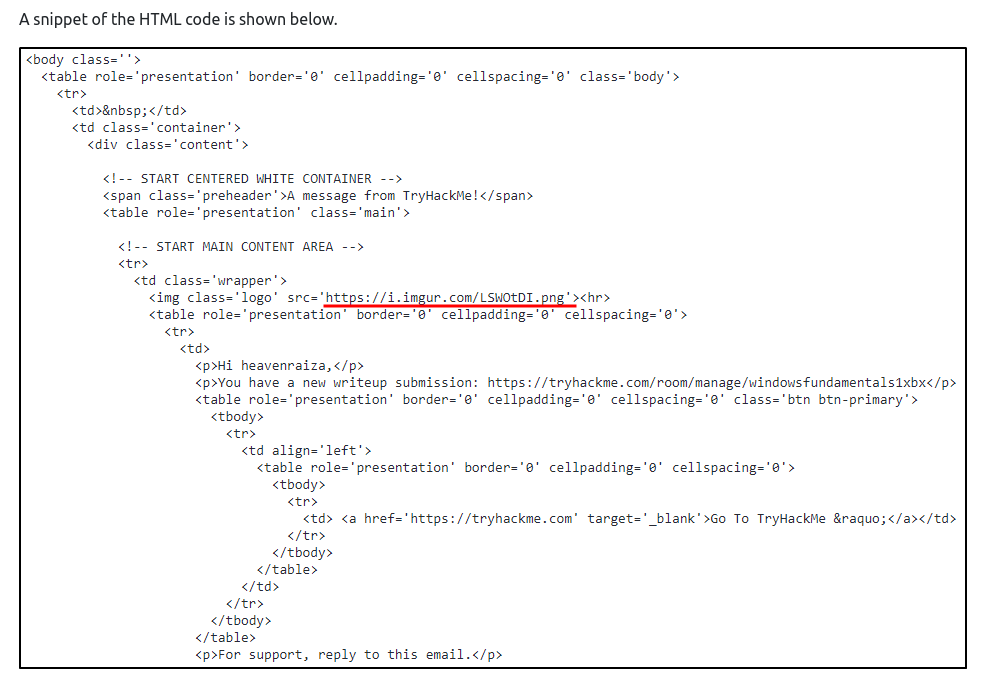 A snippet of the HTML code is shown below.
<body class=''>
<table role='presentation' border='0' cellpadding='0' cellspacing='0' class='body'>
<tr>
<td>&nbsp;</td>
<td class='container'>
<div class='content'>
<!-- START CENTERED WHITE CONTAINER -->
<span class='preheader'>A message from TryHackMe!</span>
<table role='presentation' class='main'>
<!-- START MAIN CONTENT AREA -->
<tr>
<td class='wrapper'>
<img class='logo' src='https://i.imgur.com/LSWOtDI.png'><hr>
<table role='presentation' border='0' cellpadding='0' cellspacing='0'>
<tr>
<td>
<p>Hi heavenraiza,</p>
<p>You have a new writeup submission: https://tryhackme.com/room/manage/windowsfundamentals1xbx</p>
<table role='presentation' border='0' cellpadding='0' cellspacing='0' class='btn btn-primary'>
<tbody>
<tr>
<td align='left'>
<table role='presentation' border='0' cellpadding='0' cellspacing='0'>
<tbody>
<tr>
<td> <a href='https://tryhackme.com' target='_blank'>Go To TryHackMe &raquo;</a></td>
</tr>
</tbody>
</table>
</td>
</tr>
</tbody>
</table>
<p>For support, reply to this email.</p>